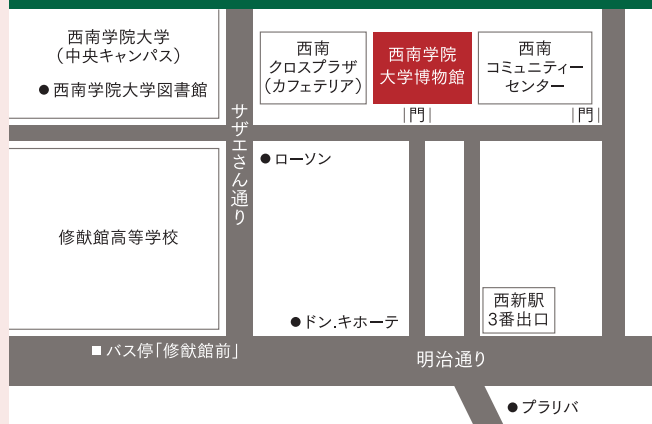 西南学院大学
（中央キャンパス）
●西南学院大学図書館
西南
クロスプラザ
（カフェテリア）
西南学院
大学博物館
西南
コミュニティー
センター
|門|
|門|
サザエさん通り
●ローソン
修猷館高等学校
●ドン.キホーテ
西新駅
3番出口
■バス停「修猷館前」
明治通り
●プラリバ